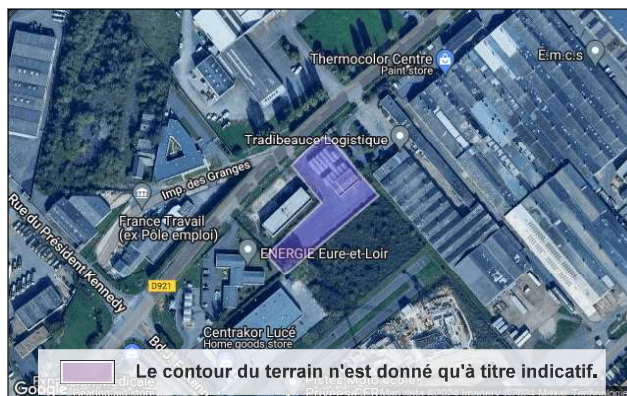 Thermocolor Centre
Paint store
E.m.c.s
Tradibeauce Logistique
Imp. des Granges
France Travail
(ex Pôle emploi)
Rue du Président Kennedy
ENERGIE Eure-et-Loir
D921
Centrakor Lucé
Home goods store
Le contour du terrain n'est donné qu'à titre indicatif.
Google